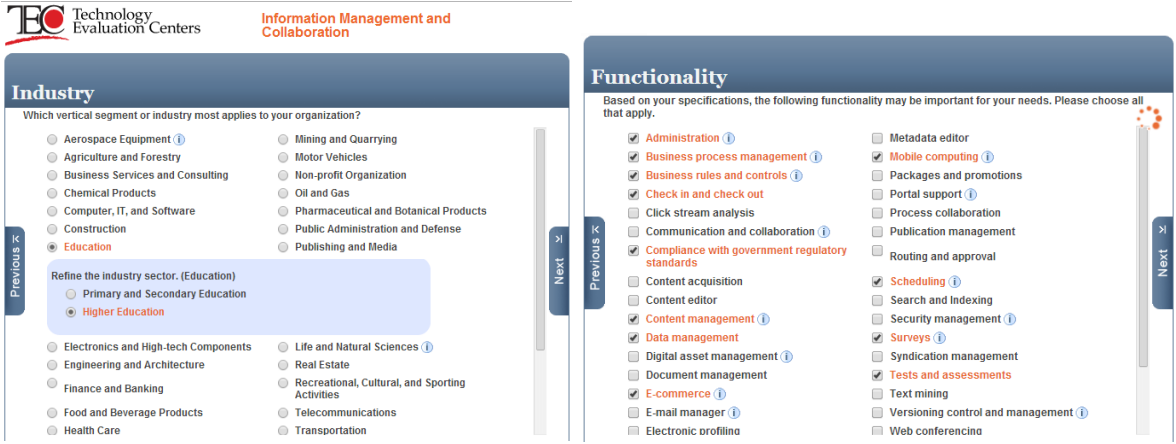 TEC Technology
Evaluation Centers
Information Management and
Collaboration
Industry
Which vertical segment or industry most applies to your organization?
Aerospace Equipment i
Agriculture and Forestry
Business Services and Consulting
Chemical Products
Computer, IT, and Software
Construction
Education
Mining and Quarrying
Motor Vehicles
Non-profit Organization
Oil and Gas
Pharmaceutical and Botanical Products
Public Administration and Defense
Publishing and Media
Refine the industry sector. (Education)
Primary and Secondary Education
Higher Education
Electronics and High-tech Components
Engineering and Architecture
Finance and Banking
Food and Beverage Products
Health Care
Life and Natural Sciences i
Real Estate
Recreational, Cultural, and Sporting
Activities
Telecommunications
Transportation
Previous
Next
Functionality
Based on your specifications, the following functionality may be important for your needs. Please choose all
that apply.
Administration i
Business process management i
Business rules and controls i
Check in and check out
Click stream analysis
Communication and collaboration i
Compliance with government regulatory
standards
Content acquisition
Content editor
Content management i
Data management
Digital asset management i
Document management
E-commerce i
E-mail manager i
Electronic profiling
Metadata editor
Mobile computing i
Packages and promotions
Portal support i
Process collaboration
Publication management
Routing and approval
Scheduling i
Search and Indexing
Security management i
Surveys i
Syndication management
Tests and assessments
Text mining
Versioning control and management i
Web conferencing
Previous
Next